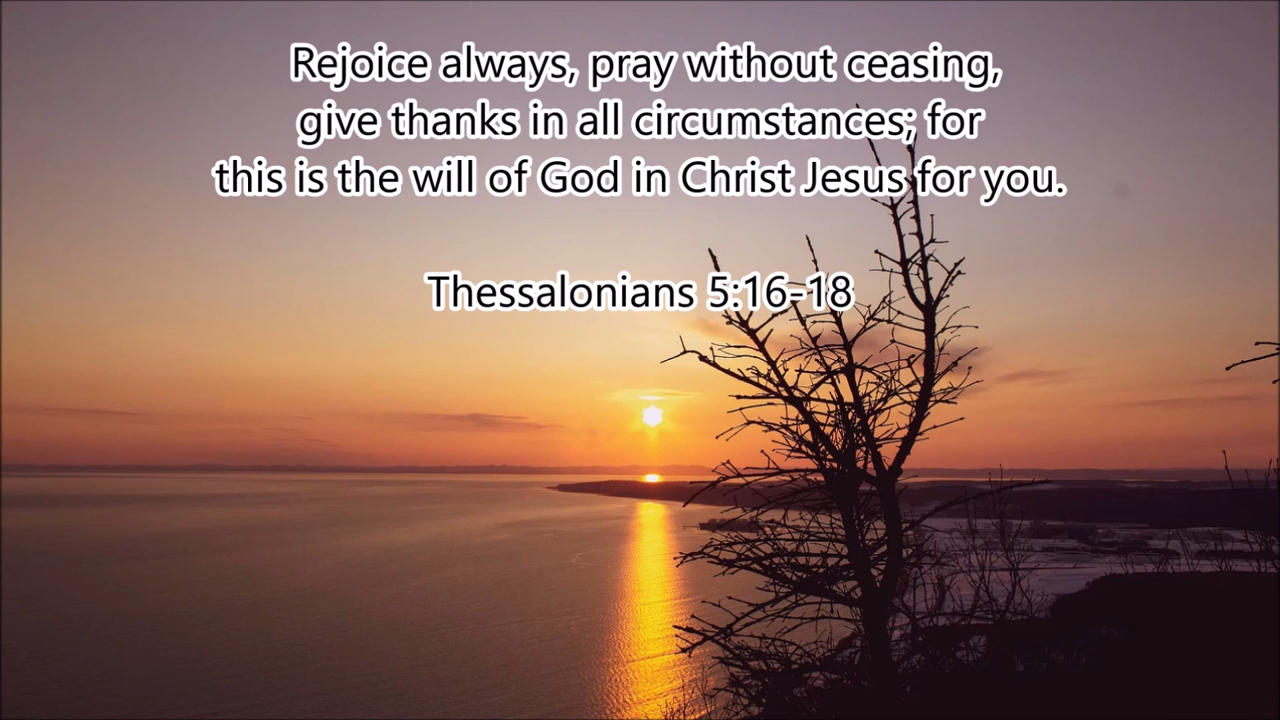 Rejoice always, pray without ceasing,
give thanks in all circumstances; for
this is the will of God in Christ Jesus for you.
Thessalonians 5:16-18